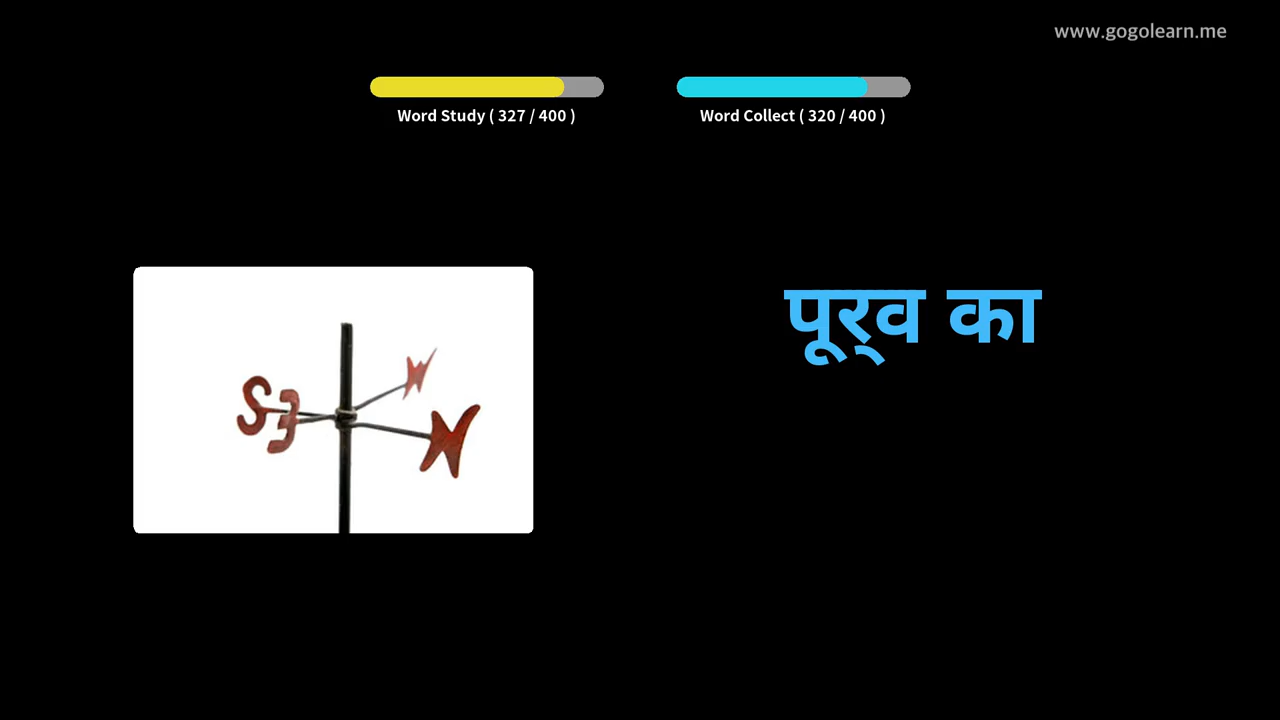 www.gogolearn.me
Word Study ( 327 / 400 )
Word Collect ( 320 / 400 )
पूर्व का
S E N N